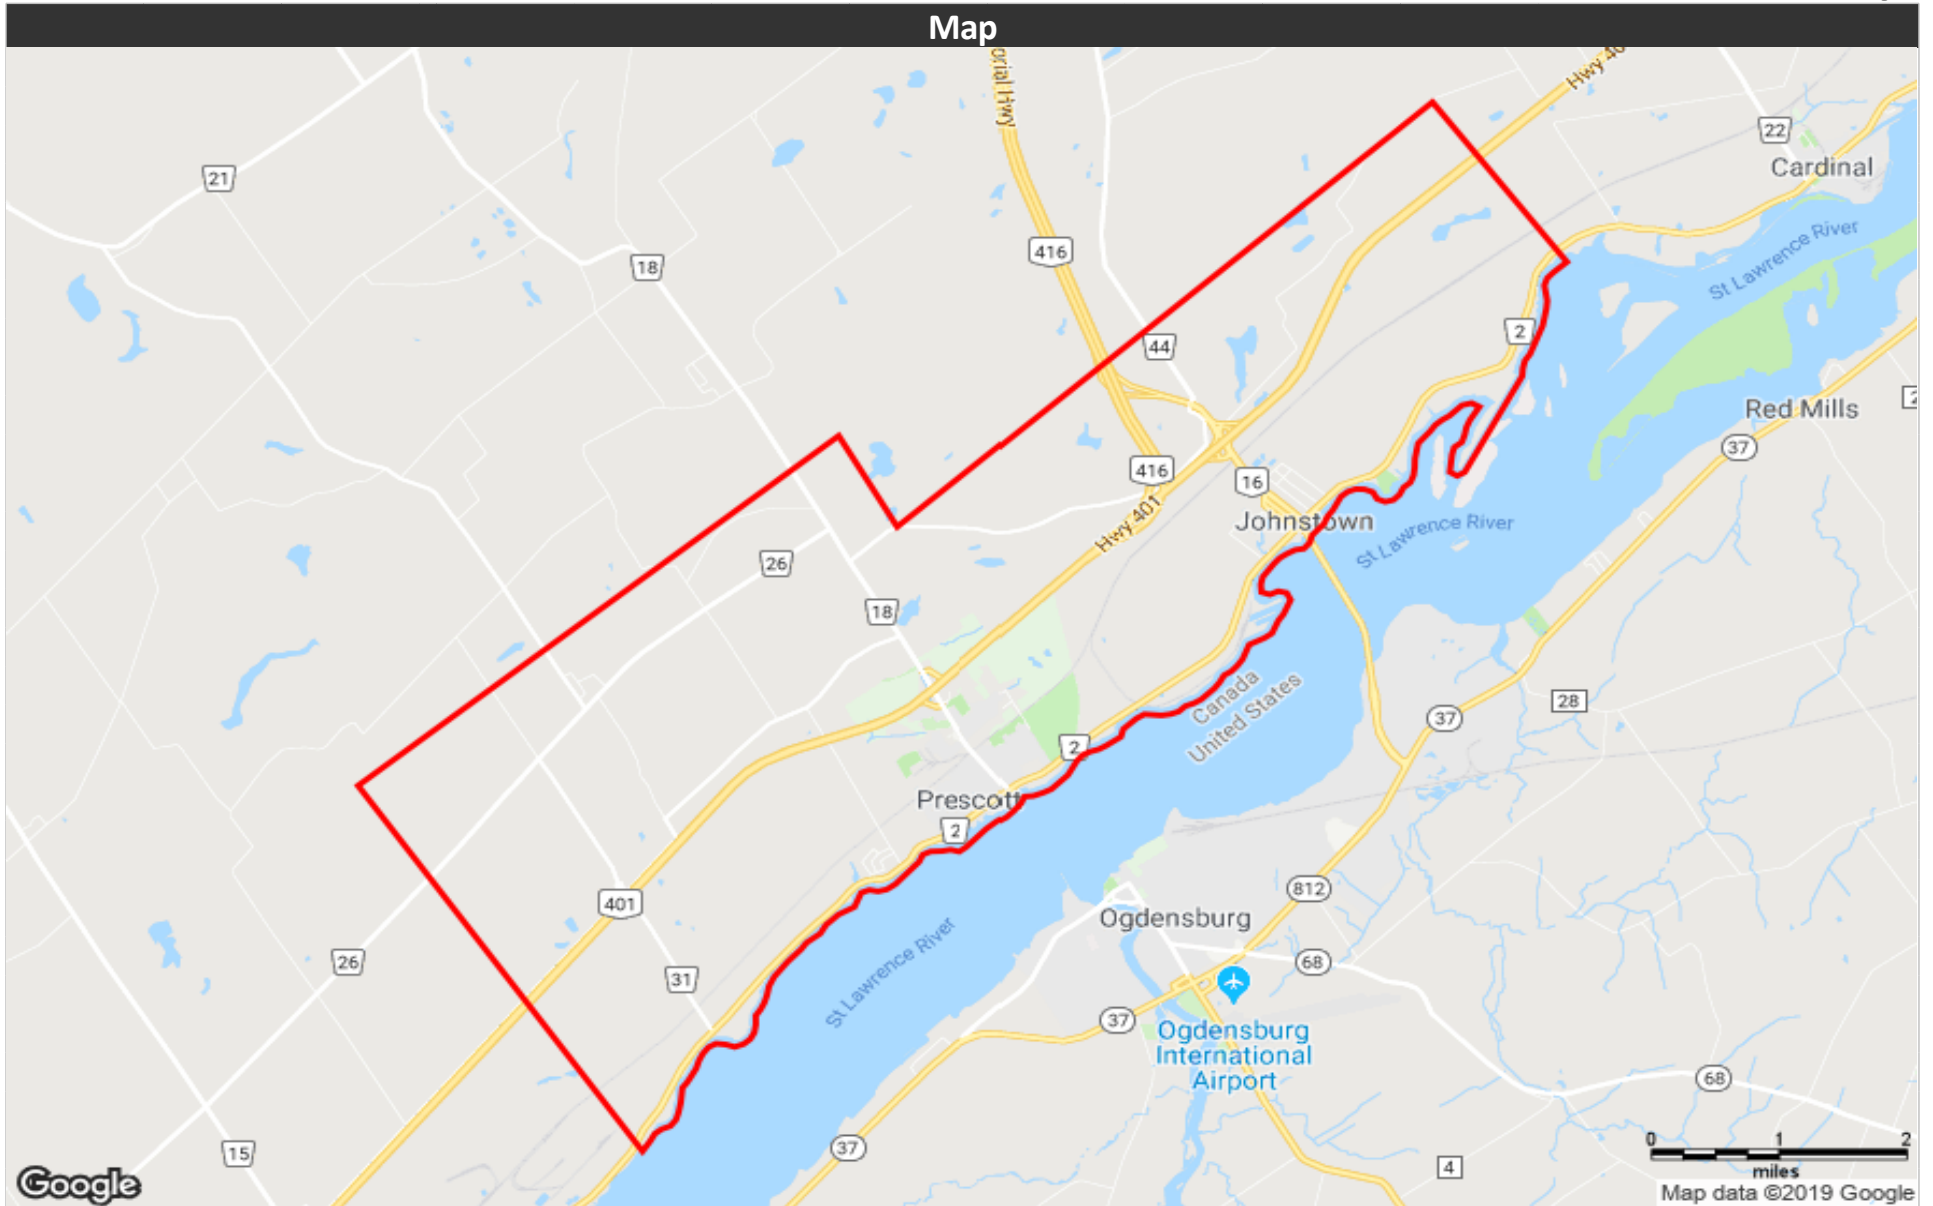 Map
orial Hwy
Hwy 40
22
Cardinal
21
St Lawrence River
416
18
2
44
Red Mills
37
416
16
Johnstown
Hwy 401
St Lawrence River
26
18
Canada
United States
28
37
2
Prescott
2
812
401
Ogdensburg
St Lawrence River
26
68
31
37
Ogdensburg
International
Airport
68
15
37
4
0 1 2
miles
Google
Map data ©2019 Google